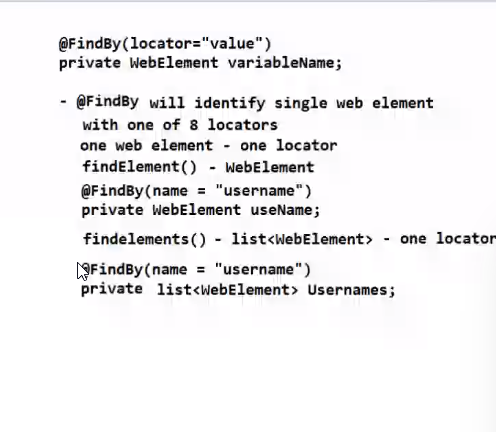 @FindBy(locator="value")
private WebElement variableName;
- @FindBy will identify single web element
with one of 8 locators
one web element - one locator
findElement() - WebElement
@FindBy(name = "username")
private WebElement useName;
findelements() - list<WebElement> - one locator
@FindBy(name = "username")
private list<WebElement> Usernames;